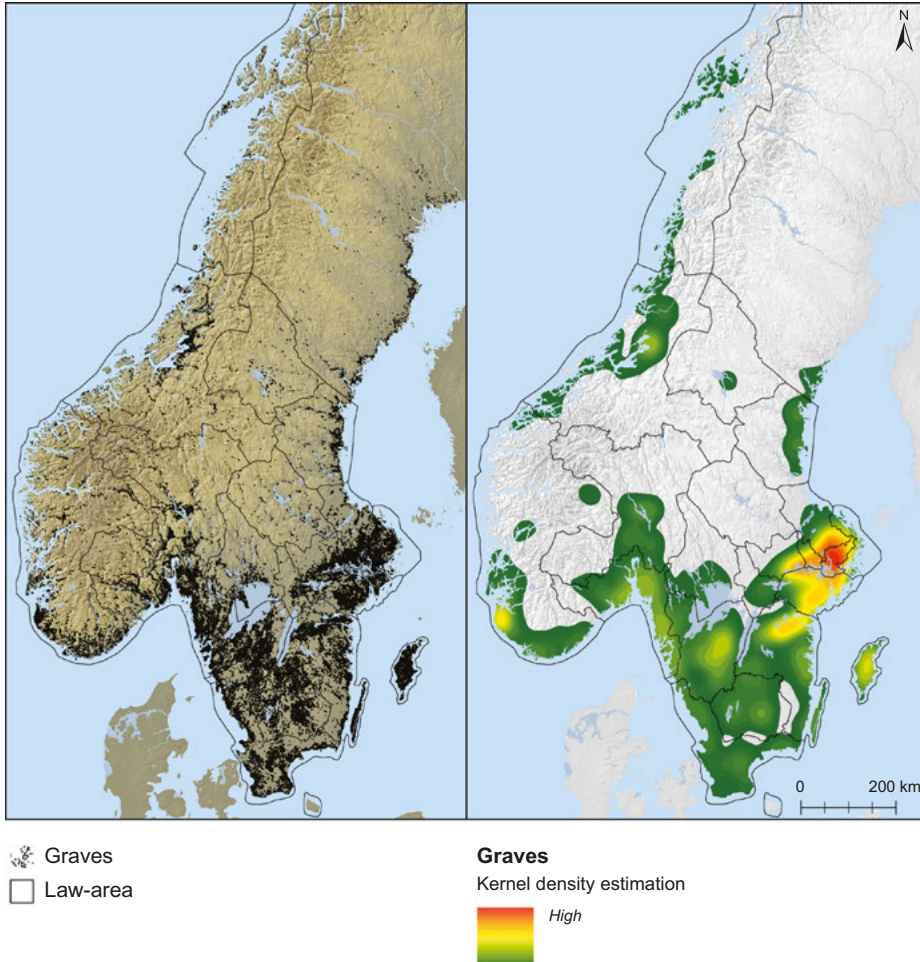 N
0 200 km
Graves
Law-area
Graves
Kernel density estimation
High